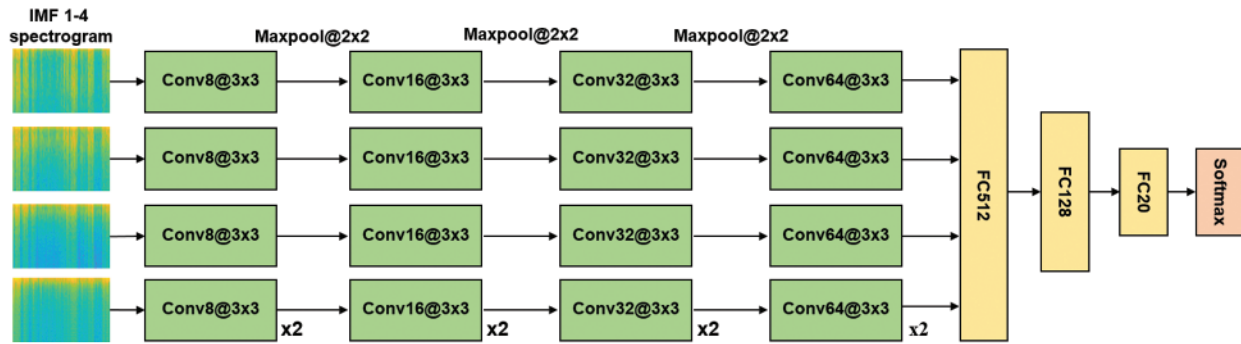 IMF 1-4
spectrogram
Maxpool@2x2 Maxpool@2x2 Maxpool@2x2
Conv8@3x3 Conv16@3x3 Conv32@3x3 Conv64@3x3
Conv8@3x3 Conv16@3x3 Conv32@3x3 Conv64@3x3
Conv8@3x3 Conv16@3x3 Conv32@3x3 Conv64@3x3
Conv8@3x3 Conv16@3x3 Conv32@3x3 Conv64@3x3
x2 x2 x2 x2
FC512
FC128
FC20
Softmax